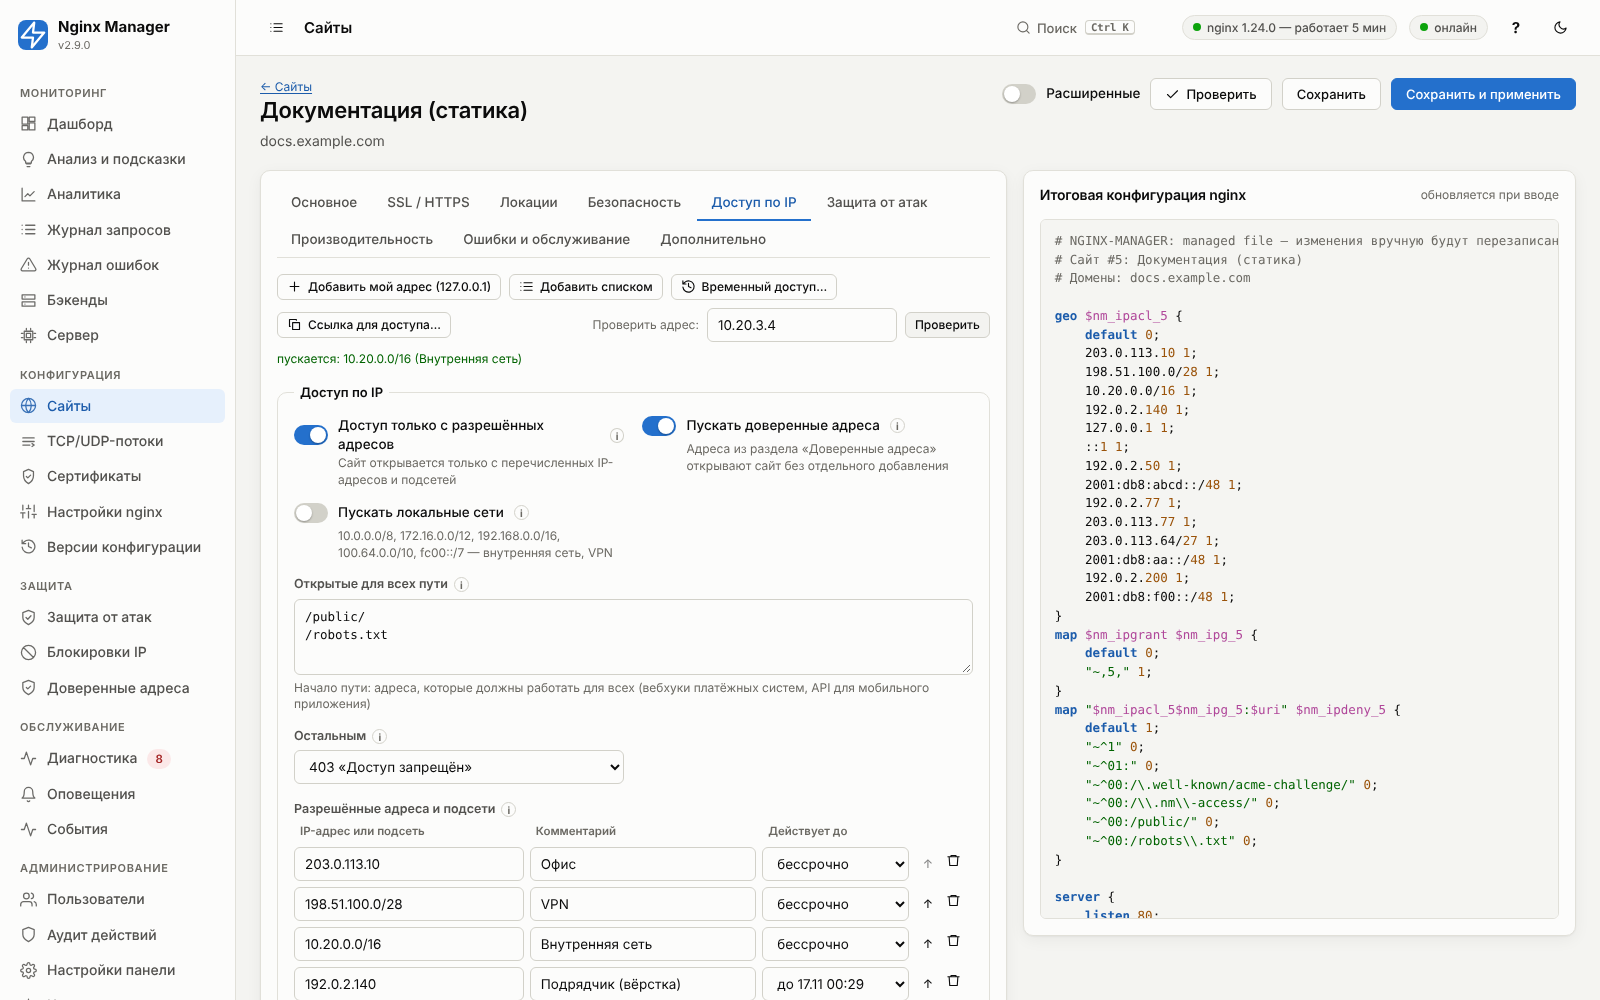 Nginx Manager
v2.9.0
МОНИТОРИНГ
Дашборд
Анализ и подсказки
Аналитика
Журнал запросов
Журнал ошибок
Бэкенды
Сервер
КОНФИГУРАЦИЯ
Сайты
TCP/UDP-потоки
Сертификаты
Настройки nginx
Версии конфигурации
ЗАЩИТА
Защита от атак
Блокировки IP
Доверенные адреса
ОБСЛУЖИВАНИЕ
Диагностика 8
Оповещения
События
АДМИНИСТРИРОВАНИЕ
Пользователи
Аудит действий
Настройки панели
Сайты
Поиск Ctrl K
nginx 1.24.0 — работает 5 мин
онлайн
?
← Сайты
Документация (статика)
docs.example.com
Расширенные
Проверить
Сохранить
Сохранить и применить
Основное SSL / HTTPS Локации Безопасность Доступ по IP Защита от атак
Производительность Ошибки и обслуживание Дополнительно
Добавить мой адрес (127.0.0.1) Добавить списком Временный доступ...
Ссылка для доступа... Проверить адрес: 10.20.3.4 Проверить
пускается: 10.20.0.0/16 (Внутренняя сеть)
Доступ по IP
Доступ только с разрешённых
адресов
Сайт открывается только с перечисленных IP-
адресов и подсетей
Пускать доверенные адреса
Адреса из раздела «Доверенные адреса»
открывают сайт без отдельного добавления
Пускать локальные сети
10.0.0.0/8, 172.16.0.0/12, 192.168.0.0/16,
100.64.0.0/10, fc00::/7 — внутренняя сеть, VPN
Открытые для всех пути
/public/
/robots.txt
Начало пути: адреса, которые должны работать для всех (вебхуки платёжных систем, API для мобильного
приложения)
Остальным
403 «Доступ запрещён»
Разрешённые адреса и подсети
IP-адрес или подсеть Комментарий Действует до
203.0.113.10 Офис бессрочно ↑
198.51.100.0/28 VPN бессрочно ↑
10.20.0.0/16 Внутренняя сеть бессрочно ↑
192.0.2.140 Подрядчик (вёрстка) до 17.11 00:29 ↑
Итоговая конфигурация nginx
обновляется при вводе
# NGINX-MANAGER: managed file — изменения вручную будут перезаписан
# Сайт #5: Документация (статика)
# Домены: docs.example.com
geo $nm_ipacl_5 {
default 0;
203.0.113.10 1;
198.51.100.0/28 1;
10.20.0.0/16 1;
192.0.2.140 1;
127.0.0.1 1;
::1 1;
192.0.2.50 1;
2001:db8:abcd::/48 1;
192.0.2.77 1;
203.0.113.77 1;
203.0.113.64/27 1;
2001:db8:aa::/48 1;
192.0.2.200 1;
2001:db8:f00::/48 1;
}
map $nm_ipgrant $nm_ipg_5 {
default 0;
"~,5," 1;
}
map "$nm_ipacl_5$nm_ipg_5:$uri" $nm_ipdeny_5 {
default 1;
"~^1" 0;
"~^01:" 0;
"~^00:/\.well-known/acme-challenge/" 0;
"~^00:/\\.nm\\-access/" 0;
"~^00:/public/" 0;
"~^00:/robots\\.txt" 0;
}
server {
listen 80;